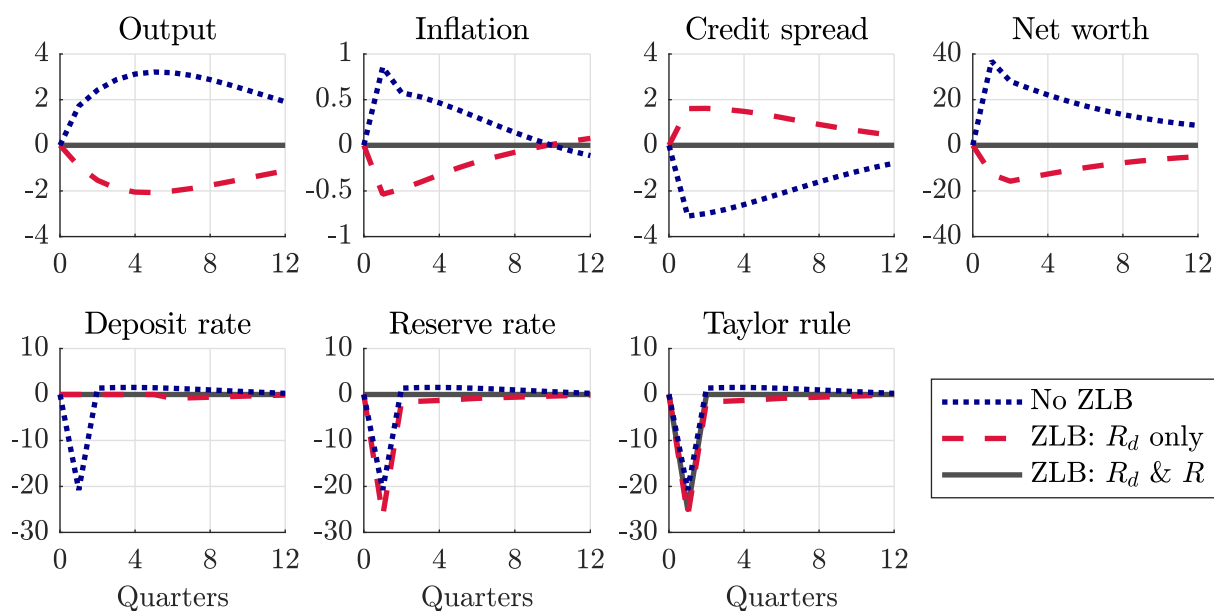 Output Inflation Credit spread Net worth
4 1 4 40
2 0.5 2 20
0 0 0 0
-2 -0.5 -2 -20
-4 -1 -4 -40
0 4 8 12 0 4 8 12 0 4 8 12 0 4 8 12
Deposit rate Reserve rate Taylor rule
10 10 10
0 0 0
-10 -10 -10
-20 -20 -20
-30 -30 -30
0 4 8 12 0 4 8 12 0 4 8 12
Quarters Quarters Quarters
No ZLB
ZLB: R_d only
ZLB: R_d & R